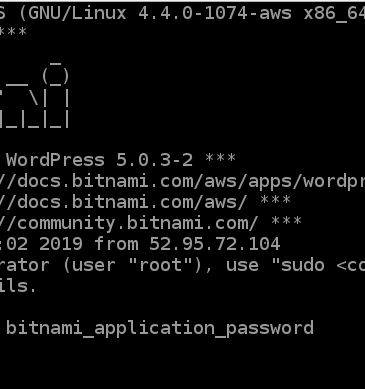 S (GNU/Linux 4.4.0-1074-aws x86_64
***
WordPress 5.0.3-2 ***
//docs.bitnami.com/aws/apps/wordpr
//docs.bitnami.com/aws/ ***
//community.bitnami.com/ ***
:02 2019 from 52.95.72.104
rator (user "root"), use "sudo <co
ils.
bitnami_application_password